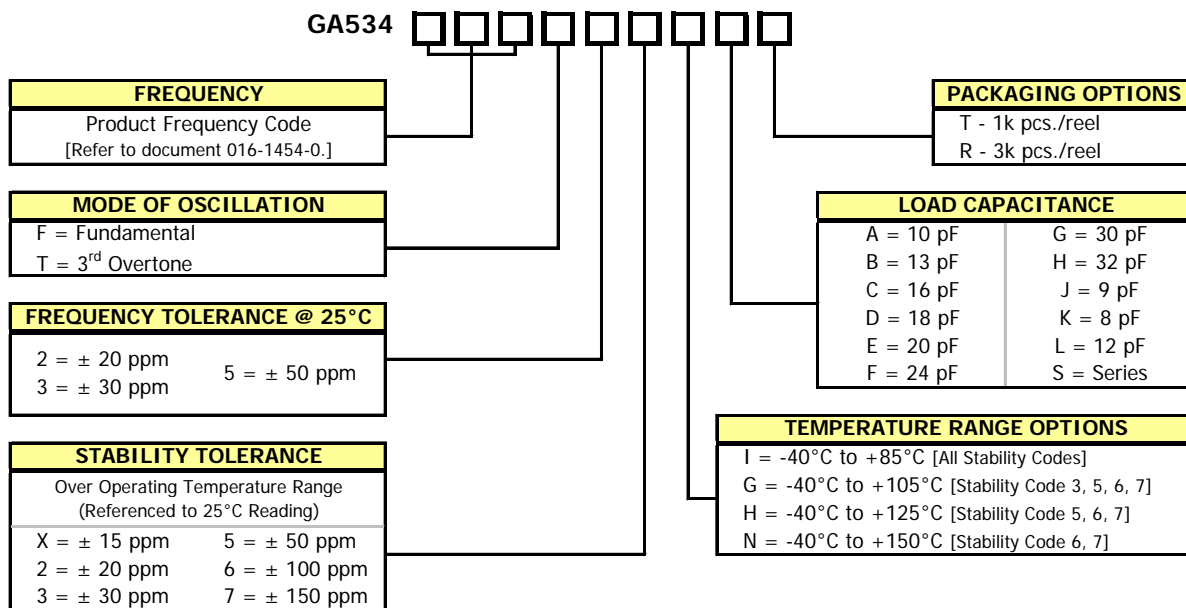 GA534
FREQUENCY
Product Frequency Code
[Refer to document 016-1454-0.]
MODE OF OSCILLATION
F = Fundamental
T = 3rd Overtone
FREQUENCY TOLERANCE @ 25°C
2 = ± 20 ppm
3 = ± 30 ppm
5 = ± 50 ppm
STABILITY TOLERANCE
Over Operating Temperature Range
(Referenced to 25°C Reading)
X = ± 15 ppm
2 = ± 20 ppm
3 = ± 30 ppm
5 = ± 50 ppm
6 = ± 100 ppm
7 = ± 150 ppm
PACKAGING OPTIONS
T - 1k pcs./reel
R - 3k pcs./reel
LOAD CAPACITANCE
A = 10 pF
B = 13 pF
C = 16 pF
D = 18 pF
E = 20 pF
F = 24 pF
G = 30 pF
H = 32 pF
J = 9 pF
K = 8 pF
L = 12 pF
S = Series
TEMPERATURE RANGE OPTIONS
I = -40°C to +85°C [All Stability Codes]
G = -40°C to +105°C [Stability Code 3, 5, 6, 7]
H = -40°C to +125°C [Stability Code 5, 6, 7]
N = -40°C to +150°C [Stability Code 6, 7]